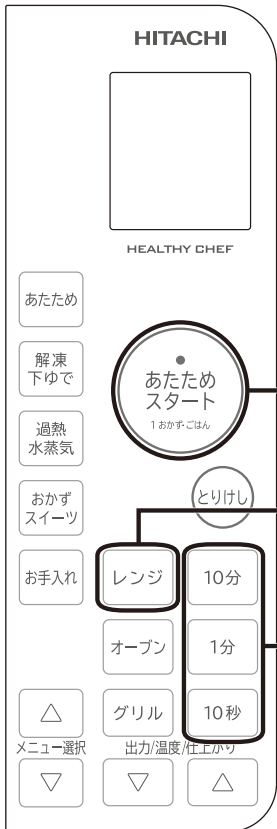 HITACHI
HEALTHY CHEF
あたため
解凍
下ゆで
過熱
水蒸気
おかず
スイーツ
お手入れ
あたため
スタート
1 おかず・ごはん
とりけし
レンジ
10分
オーブン
1分
グリル
10秒
メニュー選択
出力/温度/仕上がり